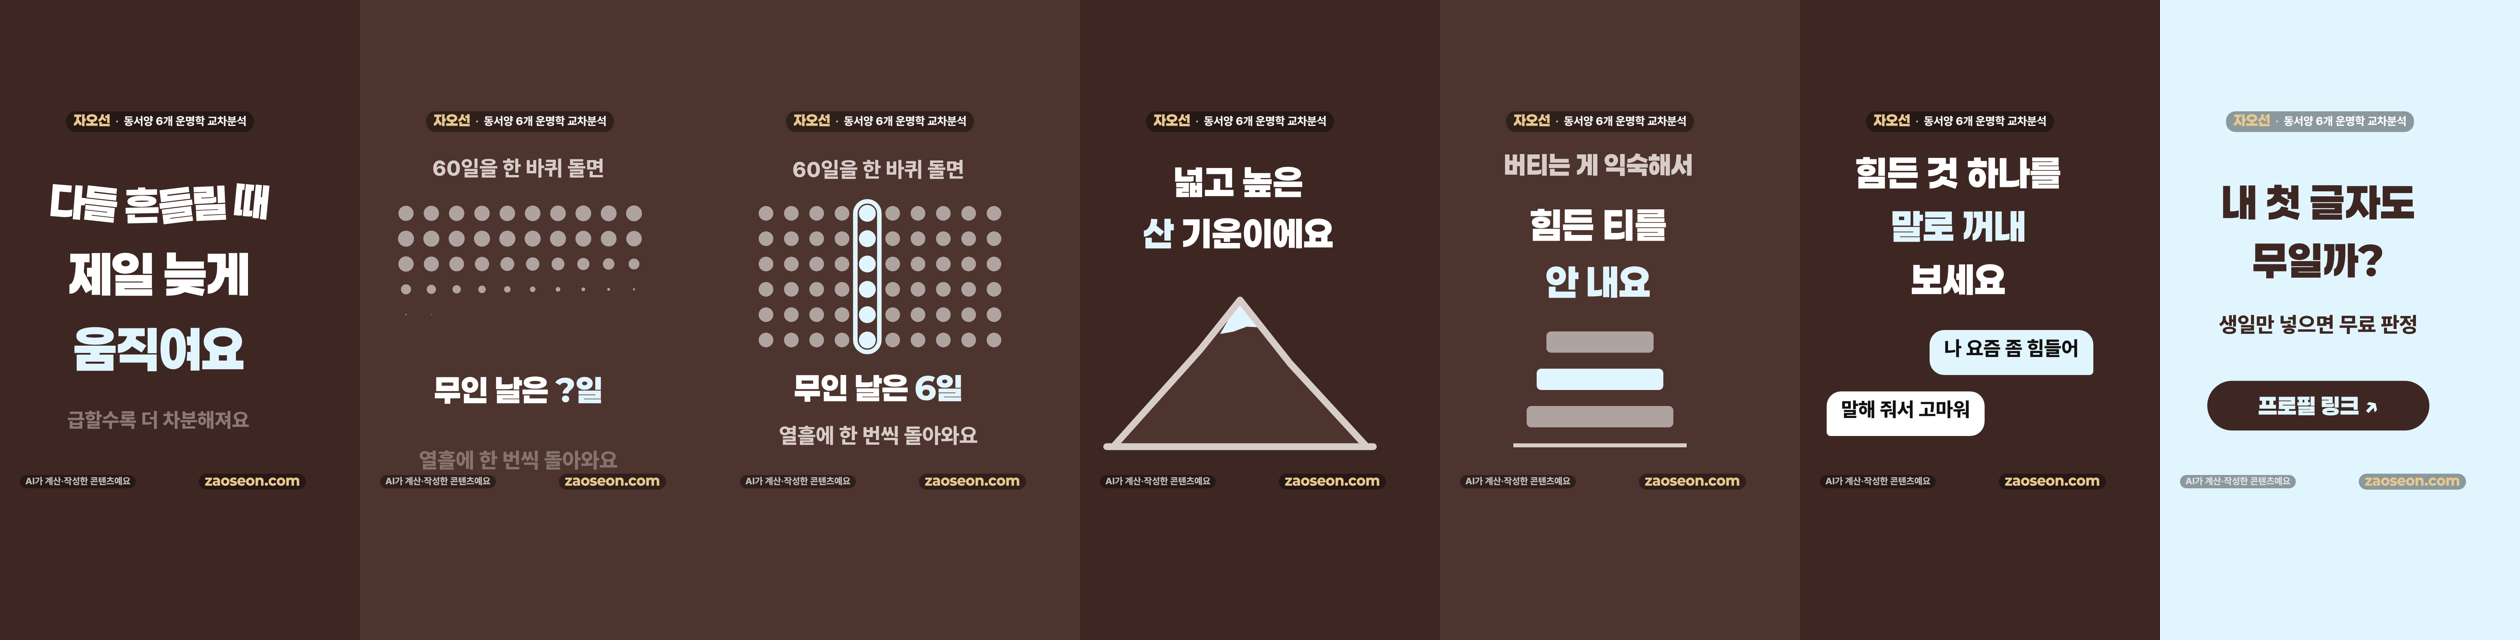 자오선 · 동서양 6개 운명학 교차분석
다들 흔들릴 때
제일 늦게
움직여요
급할수록 더 차분해져요
AI가 계산·작성한 콘텐츠예요
zaoseon.com
자오선 · 동서양 6개 운명학 교차분석
60일을 한 바퀴 돌면
무인 날은 ?일
열흘에 한 번씩 돌아와요
AI가 계산·작성한 콘텐츠예요
zaoseon.com
자오선 · 동서양 6개 운명학 교차분석
60일을 한 바퀴 돌면
무인 날은 6일
열흘에 한 번씩 돌아와요
AI가 계산·작성한 콘텐츠예요
zaoseon.com
자오선 · 동서양 6개 운명학 교차분석
넓고 높은
산 기운이에요
AI가 계산·작성한 콘텐츠예요
zaoseon.com
자오선 · 동서양 6개 운명학 교차분석
버티는 게 익숙해서
힘든 티를
안 내요
AI가 계산·작성한 콘텐츠예요
zaoseon.com
자오선 · 동서양 6개 운명학 교차분석
힘든 것 하나를
말로 꺼내
보세요
나 요즘 좀 힘들어
말해 줘서 고마워
AI가 계산·작성한 콘텐츠예요
zaoseon.com
자오선 · 동서양 6개 운명학 교차분석
내 첫 글자도
무일까?
생일만 넣으면 무료 판정
프로필 링크 ↗
AI가 계산·작성한 콘텐츠예요
zaoseon.com